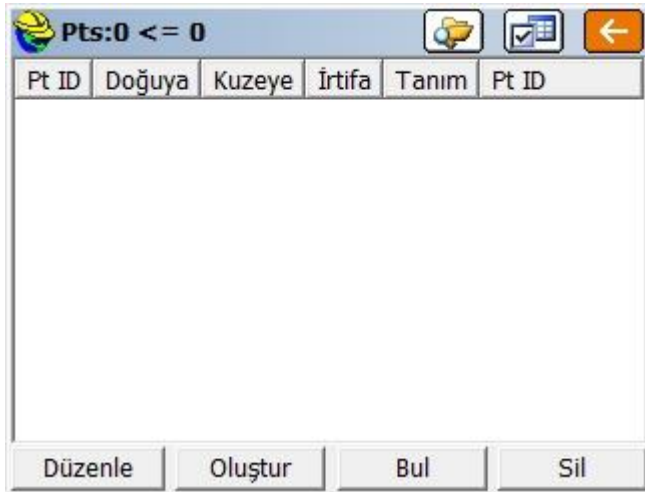 Pts:0 <= 0
Pt ID Doğuya Kuzeye İrtifa Tanım Pt ID
Düzenle Oluştur Bul Sil